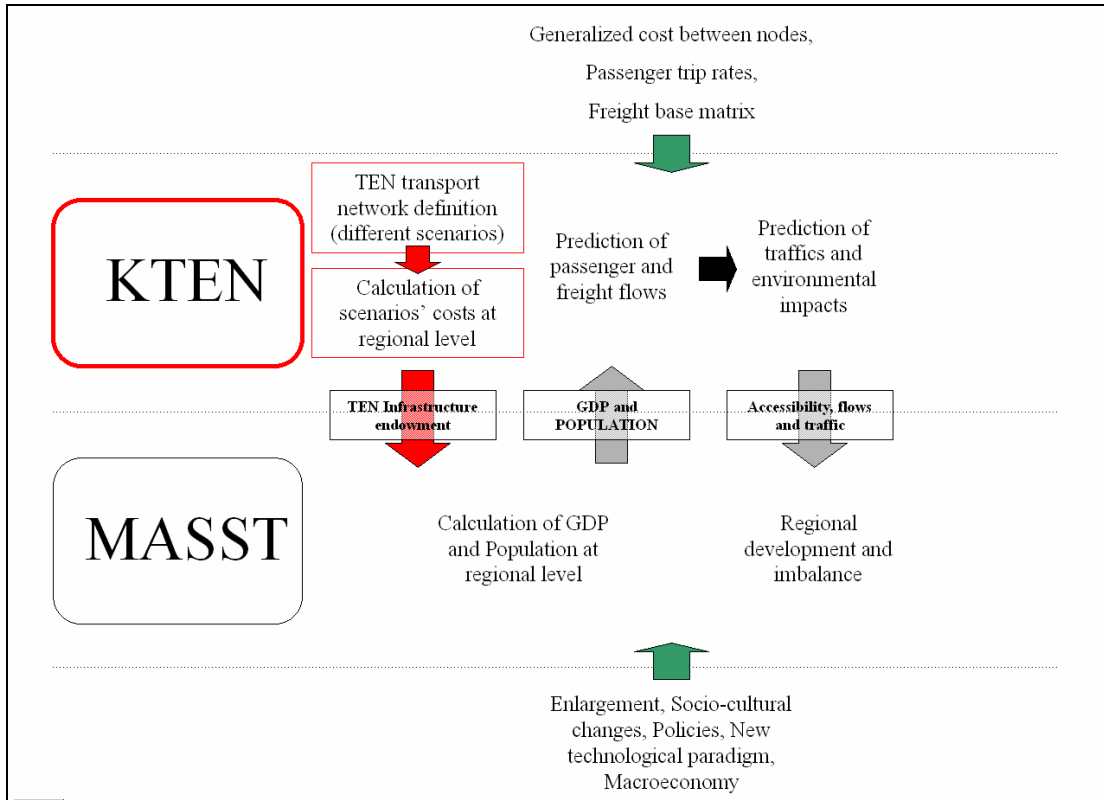 Generalized cost between nodes,
Passenger trip rates,
Freight base matrix
KTEN
TEN transport
network definition
(different scenarios)
Calculation of
scenarios' costs at
regional level
Prediction of
passenger and
freight flows
Prediction of
traffics and
environmental
impacts
TEN Infrastructure
endowment
GDP and
POPULATION
Accessibility, flows
and traffic
MASST
Calculation of GDP
and Population at
regional level
Regional
development and
imbalance
Enlargement, Socio-cultural
changes, Policies, New
technological paradigm,
Macroeconomy